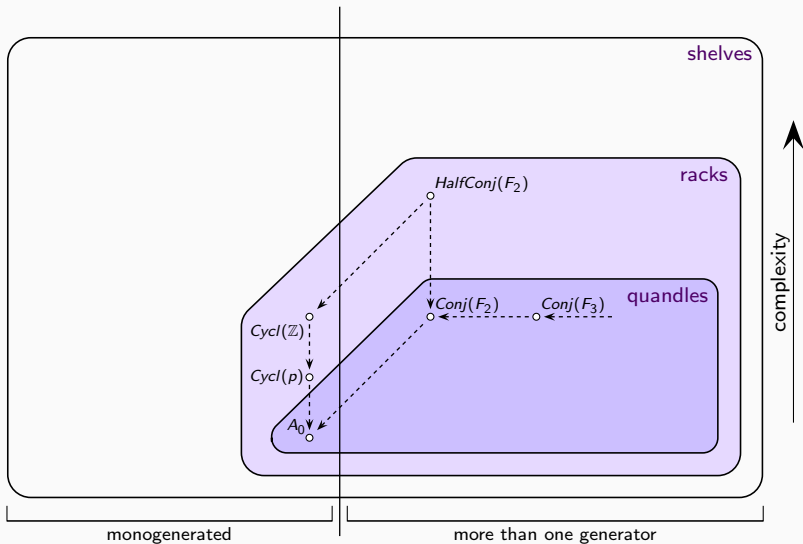 shelves
racks
HalfConj(F₂)
complexity
quandles
Conj(F₂)
Conj(F₃)
Cycl(ℤ)
Cycl(p)
A₀
monogenerated
more than one generator